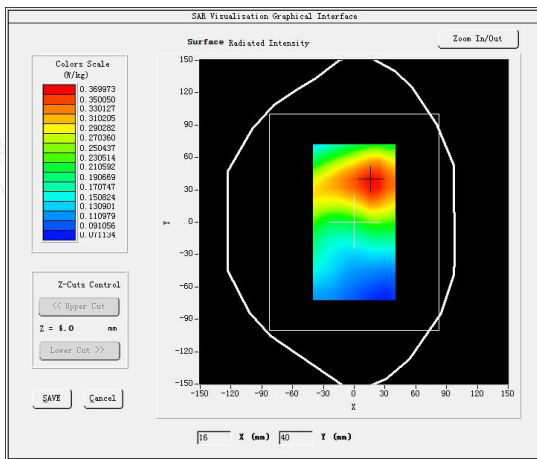 SAR Visualisation Graphical Interface
Surface Radiated Intensity
Zoom In/Out
Colors Scale
(W/kg)
0.369973
0.350050
0.330127
0.310205
0.290282
0.270360
0.250437
0.230514
0.210592
0.190669
0.170747
0.150824
0.130901
0.110979
0.091056
0.071134
Z-Cuts Control
<< Upper Cut
Z = 4.0 mm
Lower Cut >>
SAVE Cancel
150
120
90
60
30
0
-30
-60
-90
-120
-150
Y
-150 -120 -90 -60 -30 0 30 60 90 120 150
X
16 X (mm) 40 Y (mm)